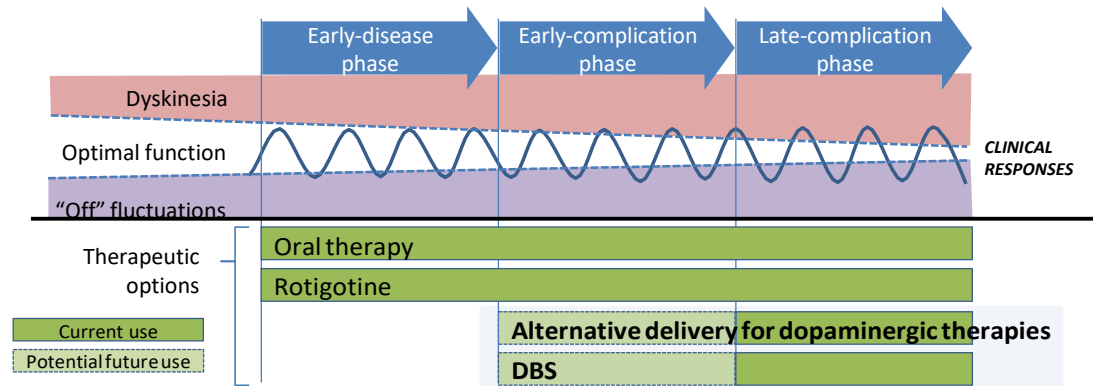 Early-disease
phase
Early-complication
phase
Late-complication
phase
Dyskinesia
Optimal function
CLINICAL
RESPONSES
“Off” fluctuations
Therapeutic
options
Oral therapy
Rotigotine
Current use
Alternative delivery for dopaminergic therapies
Potential future use
DBS